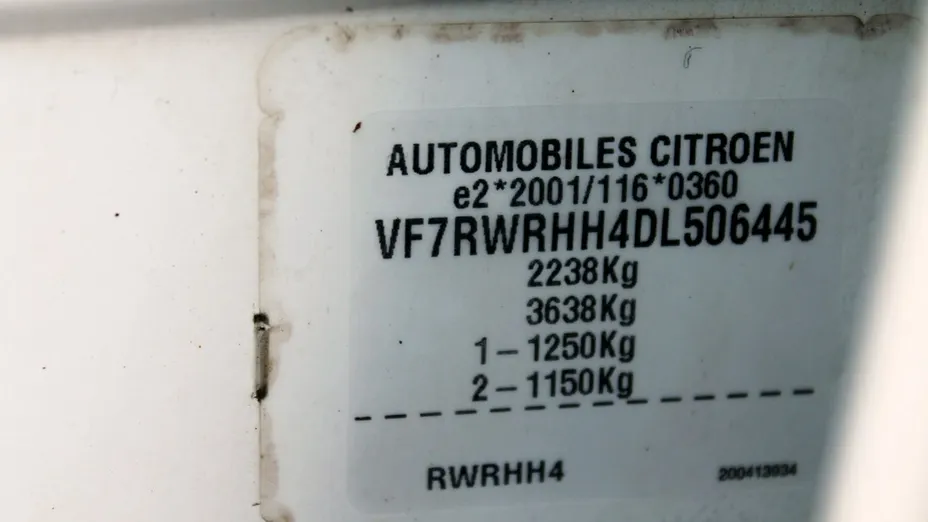 AUTOMOBILES CITROEN
e2*2001/116*0360
VF7RWRHH4DL506445
2238Kg
3638Kg
1-1250Kg
2-1150Kg
RWRHH4
200413934